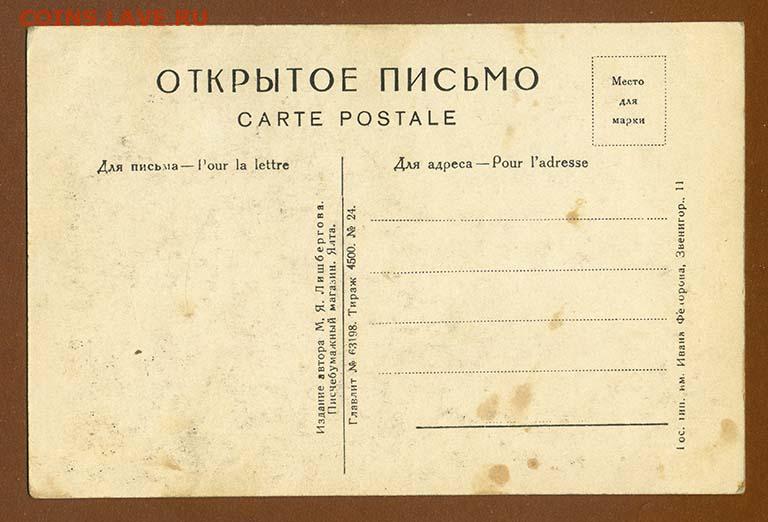 COINS.LAVE.RU
ОТКРЫТОЕ ПИСЬМО
CARTE POSTALE
Место
для
марки
Для письма — Pour la lettre
Для адреса — Pour l'adresse
Издание автора М. Я. Лишбергова.
Писчебумажный магазин. Ялта.
Главлит № 63198. Тираж 4500. № 24.
Гос. тип. им. Ивана Федорова, Звенигор., 11